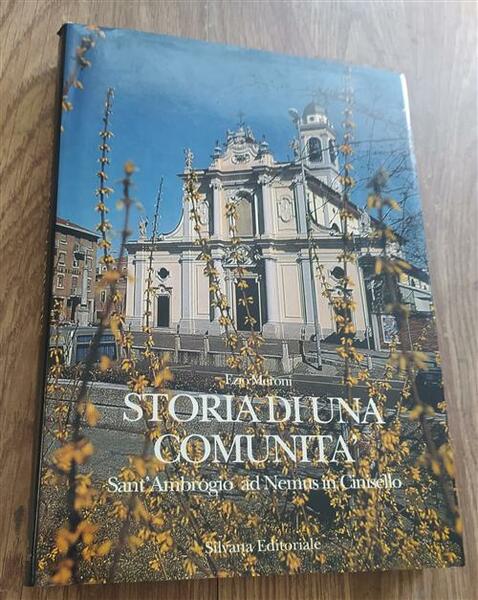 Ezio Meroni
STORIA DI UNA
COMUNITA'
Sant'Ambrogio ad Nemus in Cinisello
Silvana Editoriale